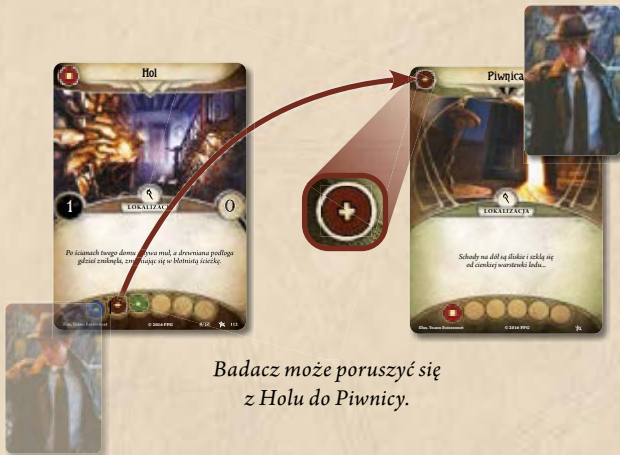 Hol
1
LOKALIZACJA
0
Po ścianach twego domu spływa muł, a drewniana podłoga
gdzieś zniknęła, zmieniając się w błotnistą ścieżkę.
© 2016 FFG
Piwnica
LOKALIZACJA
Schody na dół są śliskie i szklą się
od cienkiej warstewki lodu...
© 2016 FFG
Badacz może poruszyć się
z Holu do Piwnicy.